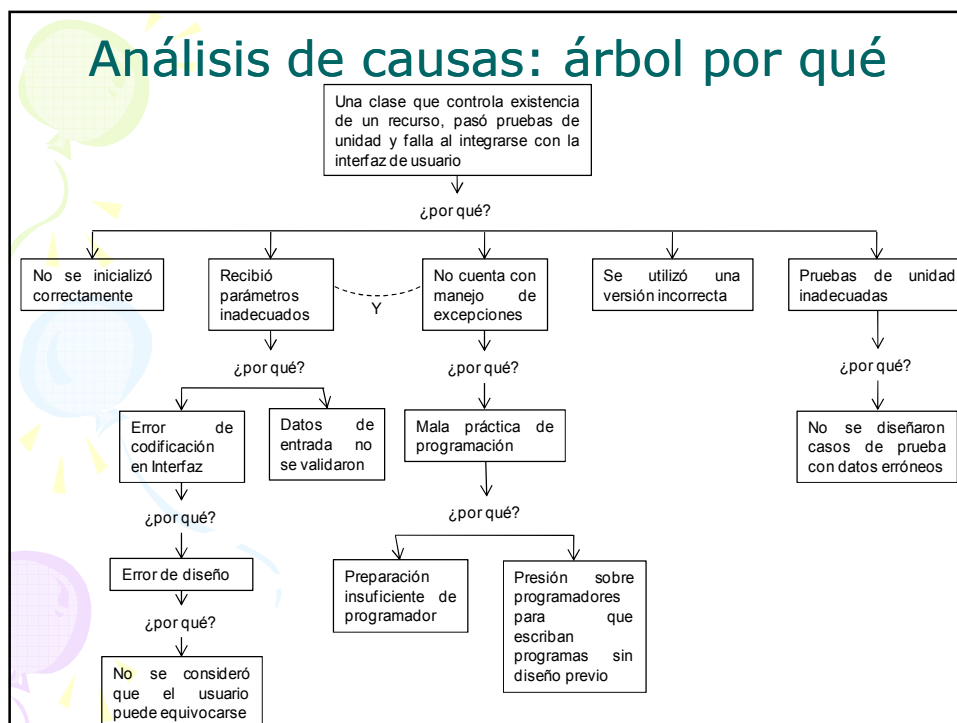 Análisis de causas: árbol por qué
Una clase que controla existencia
de un recurso, pasó pruebas de
unidad y falla al integrarse con la
interfaz de usuario
¿por qué?
No se inicializó
correctamente
Recibió
parámetros
inadecuados
Y
No cuenta con
manejo de
excepciones
Se utilizó una
versión incorrecta
Pruebas de unidad
inadecuadas
¿por qué?
¿por qué?
¿por qué?
Error de
codificación
en Interfaz
Datos de
entrada no
se validaron
Mala práctica de
programación
No se diseñaron
casos de prueba
con datos erróneos
¿por qué?
¿por qué?
Error de diseño
Preparación
insuficiente de
programador
Presión sobre
programadores
para que
escriban
programas sin
diseño previo
¿por qué?
No se consideró
que el usuario
puede equivocarse